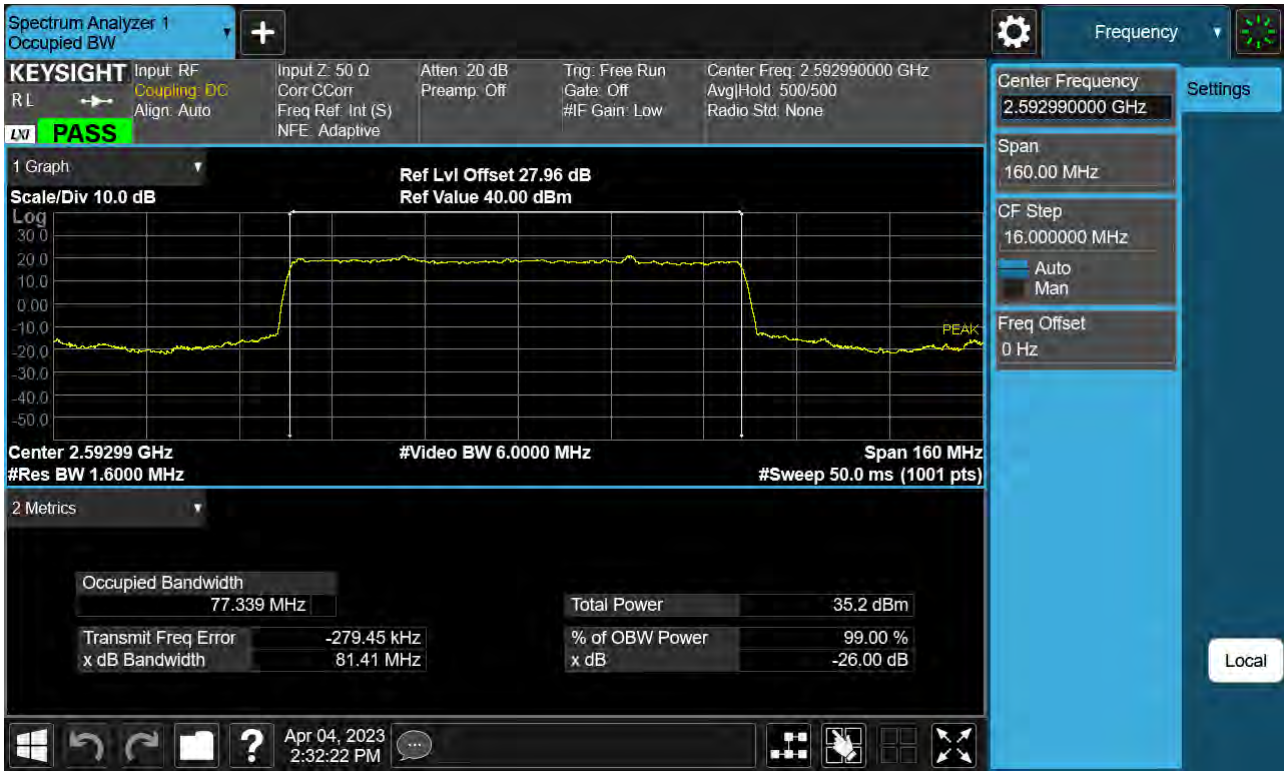 Spectrum Analyzer 1
Occupied BW
Frequency
KEYSIGHT
RL
LXI
PASS
Input: RF
Coupling: DC
Align: Auto
Input Z: 50 Ω
Corr CCorr
Freq Ref: Int (S)
NFE: Adaptive
Atten: 20 dB
Preamp: Off
Trig: Free Run
Gate: Off
#IF Gain: Low
Center Freq: 2.592990000 GHz
Avg|Hold: 500/500
Radio Std: None
Center Frequency
2.592990000 GHz
Settings
Span
160.00 MHz
CF Step
16.000000 MHz
Auto
Man
Freq Offset
0 Hz
Local
1 Graph
Scale/Div 10.0 dB
Ref Lvl Offset 27.96 dB
Ref Value 40.00 dBm
Log
30.0
20.0
10.0
0.00
-10.0
-20.0
-30.0
-40.0
-50.0
PEAK
Center 2.59299 GHz
#Video BW 6.0000 MHz
Span 160 MHz
#Res BW 1.6000 MHz
#Sweep 50.0 ms (1001 pts)
2 Metrics
Occupied Bandwidth
77.339 MHz
Total Power 35.2 dBm
Transmit Freq Error -279.45 kHz
% of OBW Power 99.00 %
x dB Bandwidth 81.41 MHz
x dB -26.00 dB
?
Apr 04, 2023
2:32:22 PM